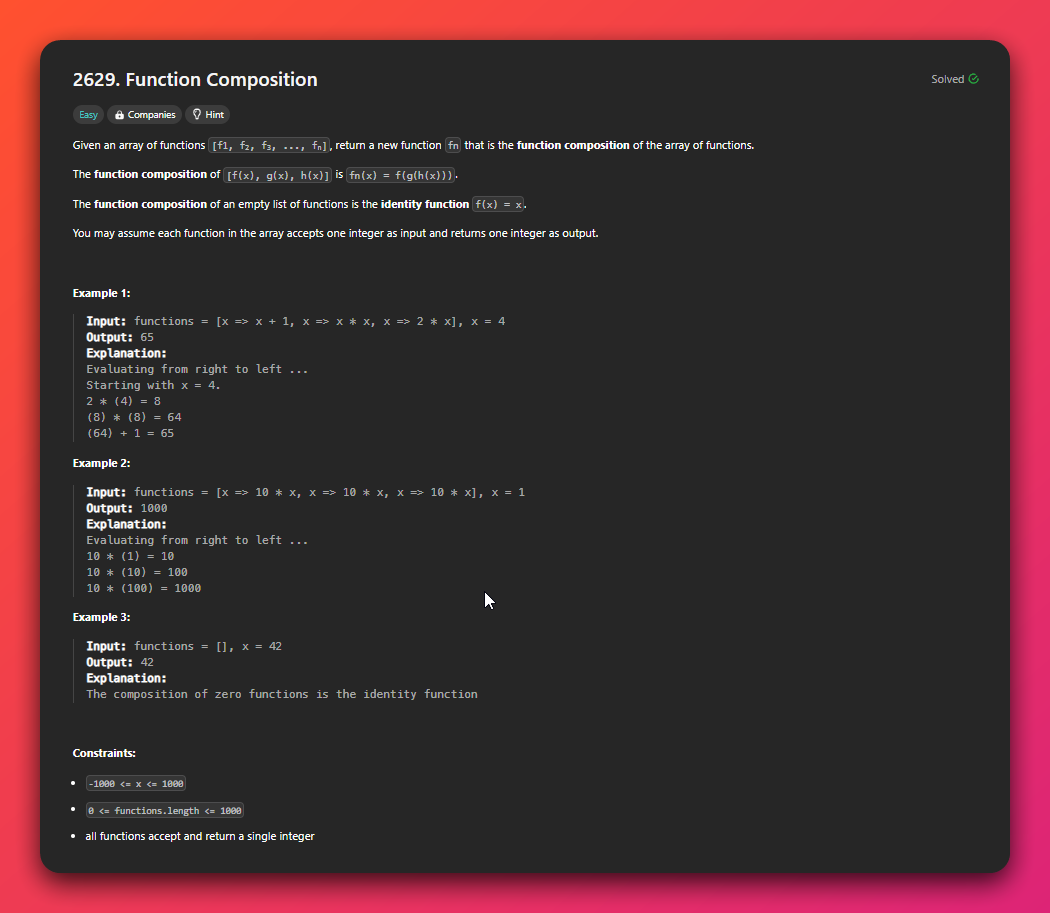 2629. Function Composition
Solved
Easy
Companies
Hint
Given an array of functions [f1, f₂, f₃, ..., fₙ], return a new function fn that is the function composition of the array of functions.
The function composition of [f(x), g(x), h(x)] is fn(x) = f(g(h(x))).
The function composition of an empty list of functions is the identity function f(x) = x.
You may assume each function in the array accepts one integer as input and returns one integer as output.
Example 1:
Input: functions = [x => x + 1, x => x * x, x => 2 * x], x = 4
Output: 65
Explanation:
Evaluating from right to left ...
Starting with x = 4.
2 * (4) = 8
(8) * (8) = 64
(64) + 1 = 65
Example 2:
Input: functions = [x => 10 * x, x => 10 * x, x => 10 * x], x = 1
Output: 1000
Explanation:
Evaluating from right to left ...
10 * (1) = 10
10 * (10) = 100
10 * (100) = 1000
Example 3:
Input: functions = [], x = 42
Output: 42
Explanation:
The composition of zero functions is the identity function
Constraints:
• -1000 <= x <= 1000
• 0 <= functions.length <= 1000
• all functions accept and return a single integer